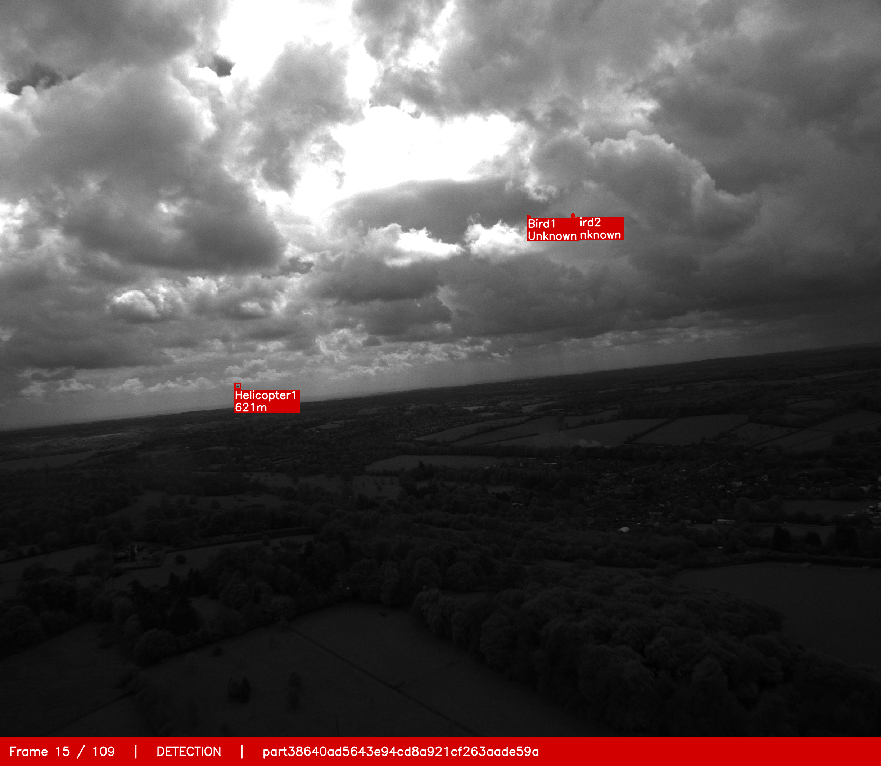 Bird1 ird2
Unknown nknown
Helicopter1
621m
Frame 15 / 109 | DETECTION | part38640ad5643e94cd8a921cf263aade59a